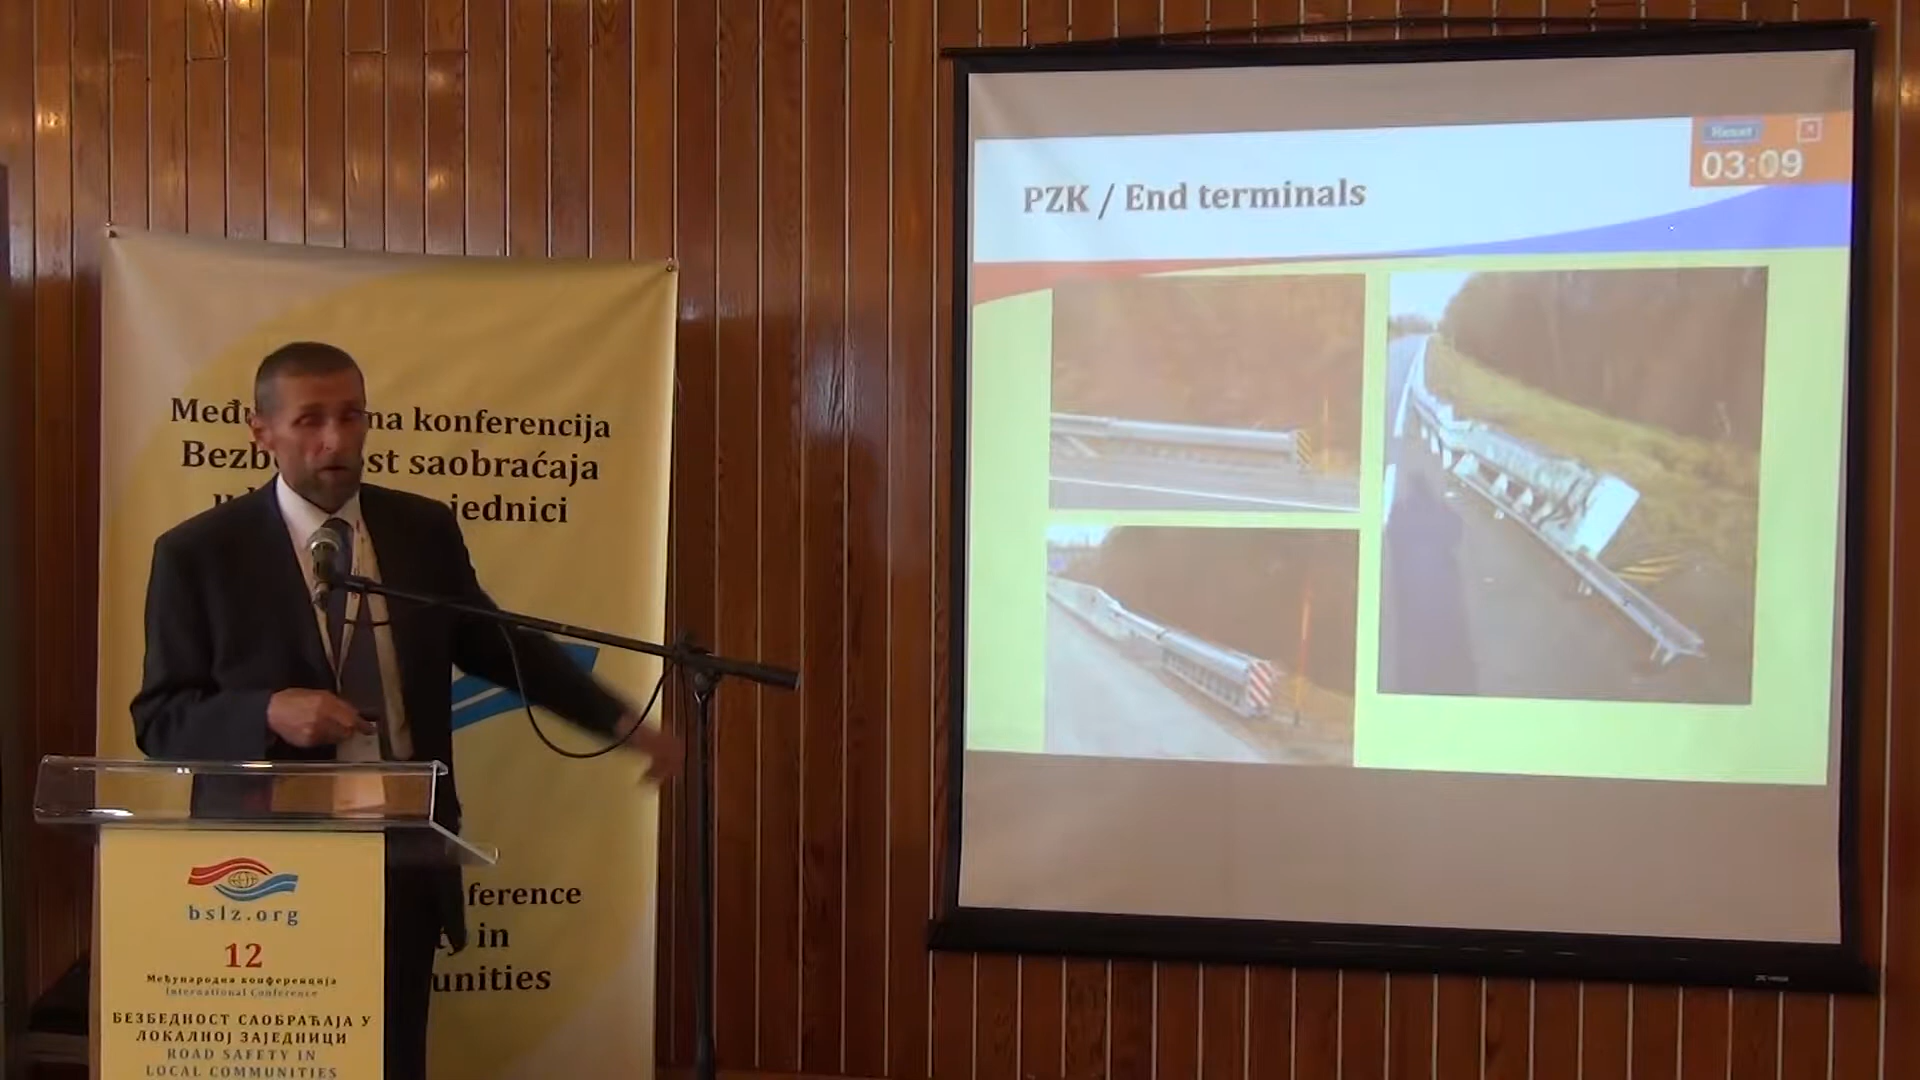 Među na konferencija
Bezb st saobraćaja
u jednici
ference
in
unities
bslz.org
12
Међународна конференција
International Conference
БЕЗБЕДНОСТ САОБРАЋАЈА У
ЛОКАЛНОЈ ЗАЈЕДНИЦИ
ROAD SAFETY IN
LOCAL COMMUNITIES
PZK / End terminals
Reset
03:09